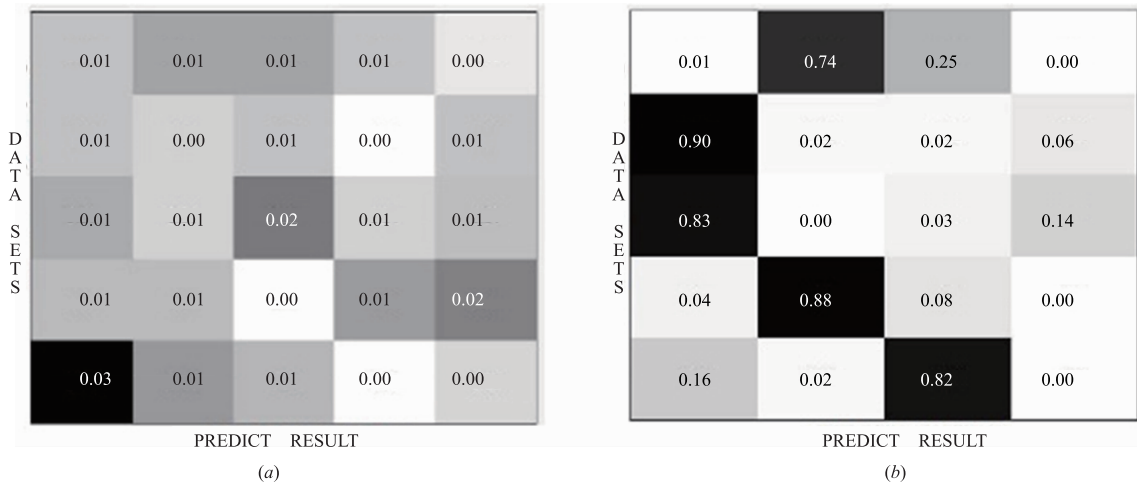 0.01 0.01 0.01 0.01 0.00
0.01 0.00 0.01 0.00 0.01
0.01 0.01 0.02 0.01 0.01
0.01 0.01 0.00 0.01 0.02
0.03 0.01 0.01 0.00 0.00
DATA SETS
PREDICT RESULT
(a)
0.01 0.74 0.25 0.00
0.90 0.02 0.02 0.06
0.83 0.00 0.03 0.14
0.04 0.88 0.08 0.00
0.16 0.02 0.82 0.00
DATA SETS
PREDICT RESULT
(b)